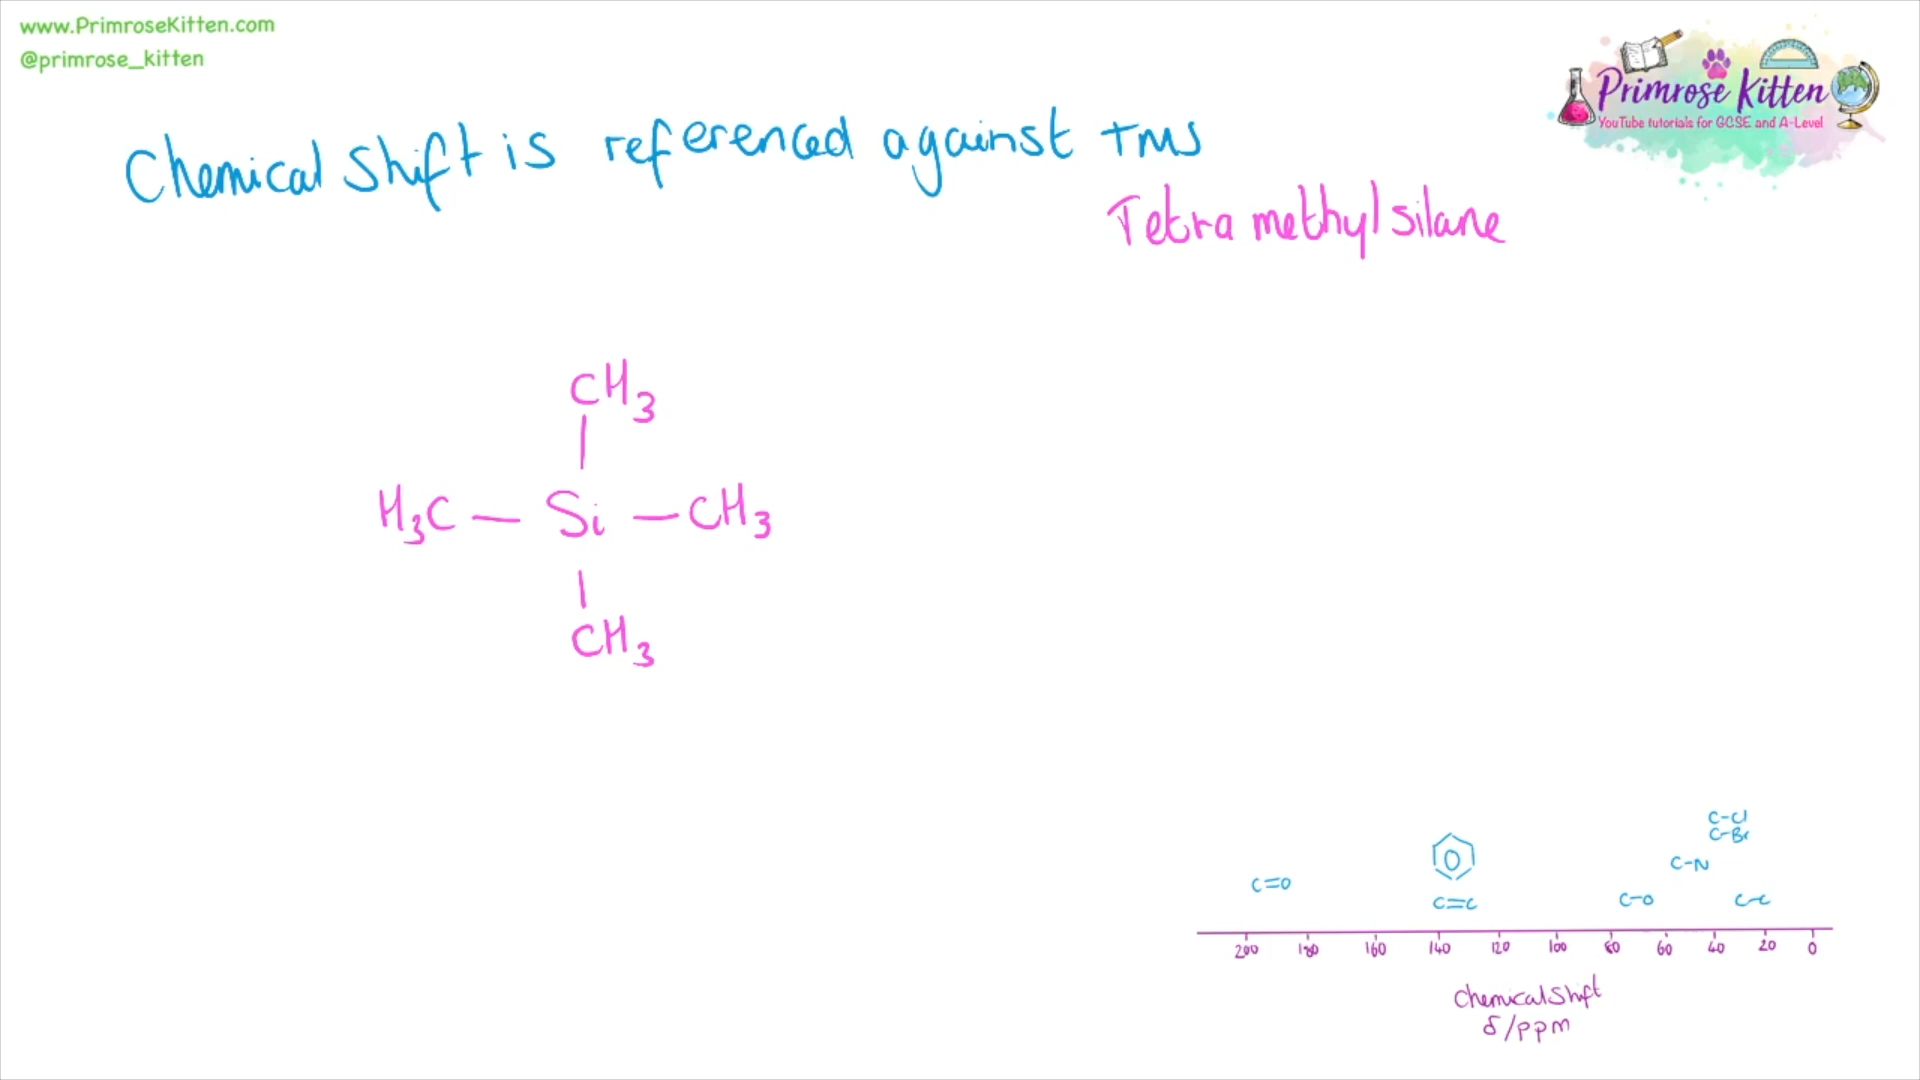 www.PrimroseKitten.com
@primrose_kitten
Primrose Kitten
YouTube tutorials for GCSE and A-Level
Chemical Shift is referenced against TMS
Tetra methyl silane
CH3
H3C — Si — CH3
CH3
C-Cl
C-Br
C-N
C=O
C=C
C-O
C-C
200 180 160 140 120 100 80 60 40 20 0
Chemical Shift
δ/ppm